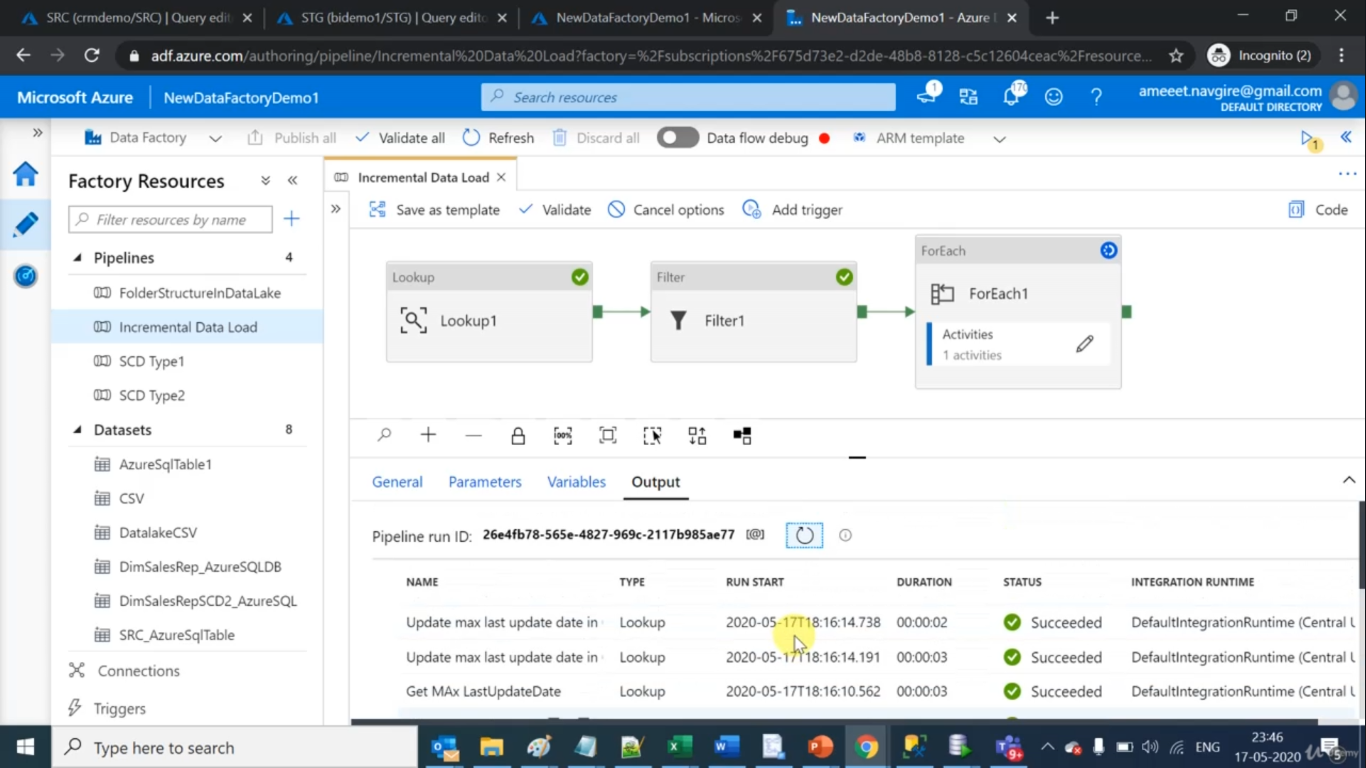 SRC (crmdemo/SRC) | Query edit
STG (bidemo1/STG) | Query edito
NewDataFactoryDemo1 - Micros
NewDataFactoryDemo1 - Azure D
adf.azure.com/authoring/pipeline/Incremental%20Data%20Load?factory=%2Fsubscriptions%2F675d73e2-d2de-48b8-8128-c5c12604ceac%2Fresource...
Incognito (2)
Microsoft Azure
NewDataFactoryDemo1
Search resources
1
170
ameeet.navgire@gmail.com
DEFAULT DIRECTORY
Data Factory
Publish all
Validate all
Refresh
Discard all
Data flow debug
ARM template
1
Factory Resources
Incremental Data Load
Filter resources by name
Save as template
Validate
Cancel options
Add trigger
Code
Pipelines 4
FolderStructureInDataLake
Incremental Data Load
SCD Type1
SCD Type2
Datasets 8
AzureSqlTable1
CSV
DatalakeCSV
DimSalesRep_AzureSQLDB
DimSalesRepSCD2_AzureSQL
SRC_AzureSqlTable
Connections
Triggers
Lookup
Lookup1
Filter
Filter1
ForEach
ForEach1
Activities
1 activities
100%
General
Parameters
Variables
Output
Pipeline run ID: 26e4fb78-565e-4827-969c-2117b985ae77 [@]
NAME TYPE RUN START DURATION STATUS INTEGRATION RUNTIME
Update max last update date in Lookup 2020-05-17T18:16:14.738 00:00:02 Succeeded DefaultIntegrationRuntime (Central U
Update max last update date in Lookup 2020-05-17T18:16:14.191 00:00:03 Succeeded DefaultIntegrationRuntime (Central U
Get MAx LastUpdateDate Lookup 2020-05-17T18:16:10.562 00:00:03 Succeeded DefaultIntegrationRuntime (Central U
Type here to search
9+
ENG
23:46
17-05-2020
5